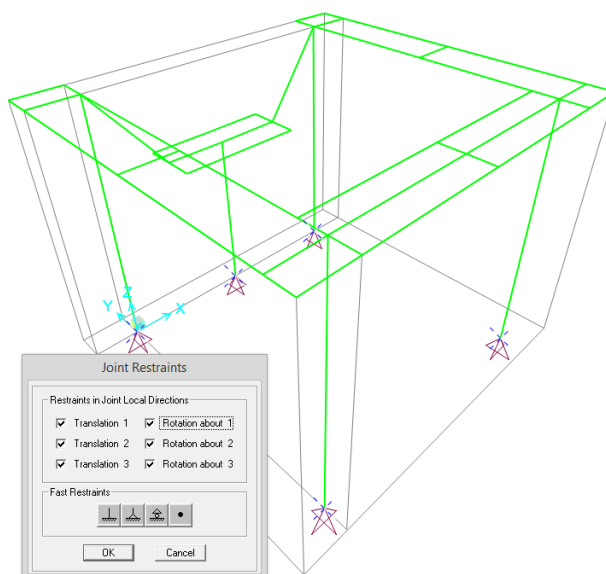 Z
Y
X
Joint Restraints
Restraints in Joint Local Directions
Translation 1 Rotation about 1
Translation 2 Rotation about 2
Translation 3 Rotation about 3
Fast Restraints
OK Cancel